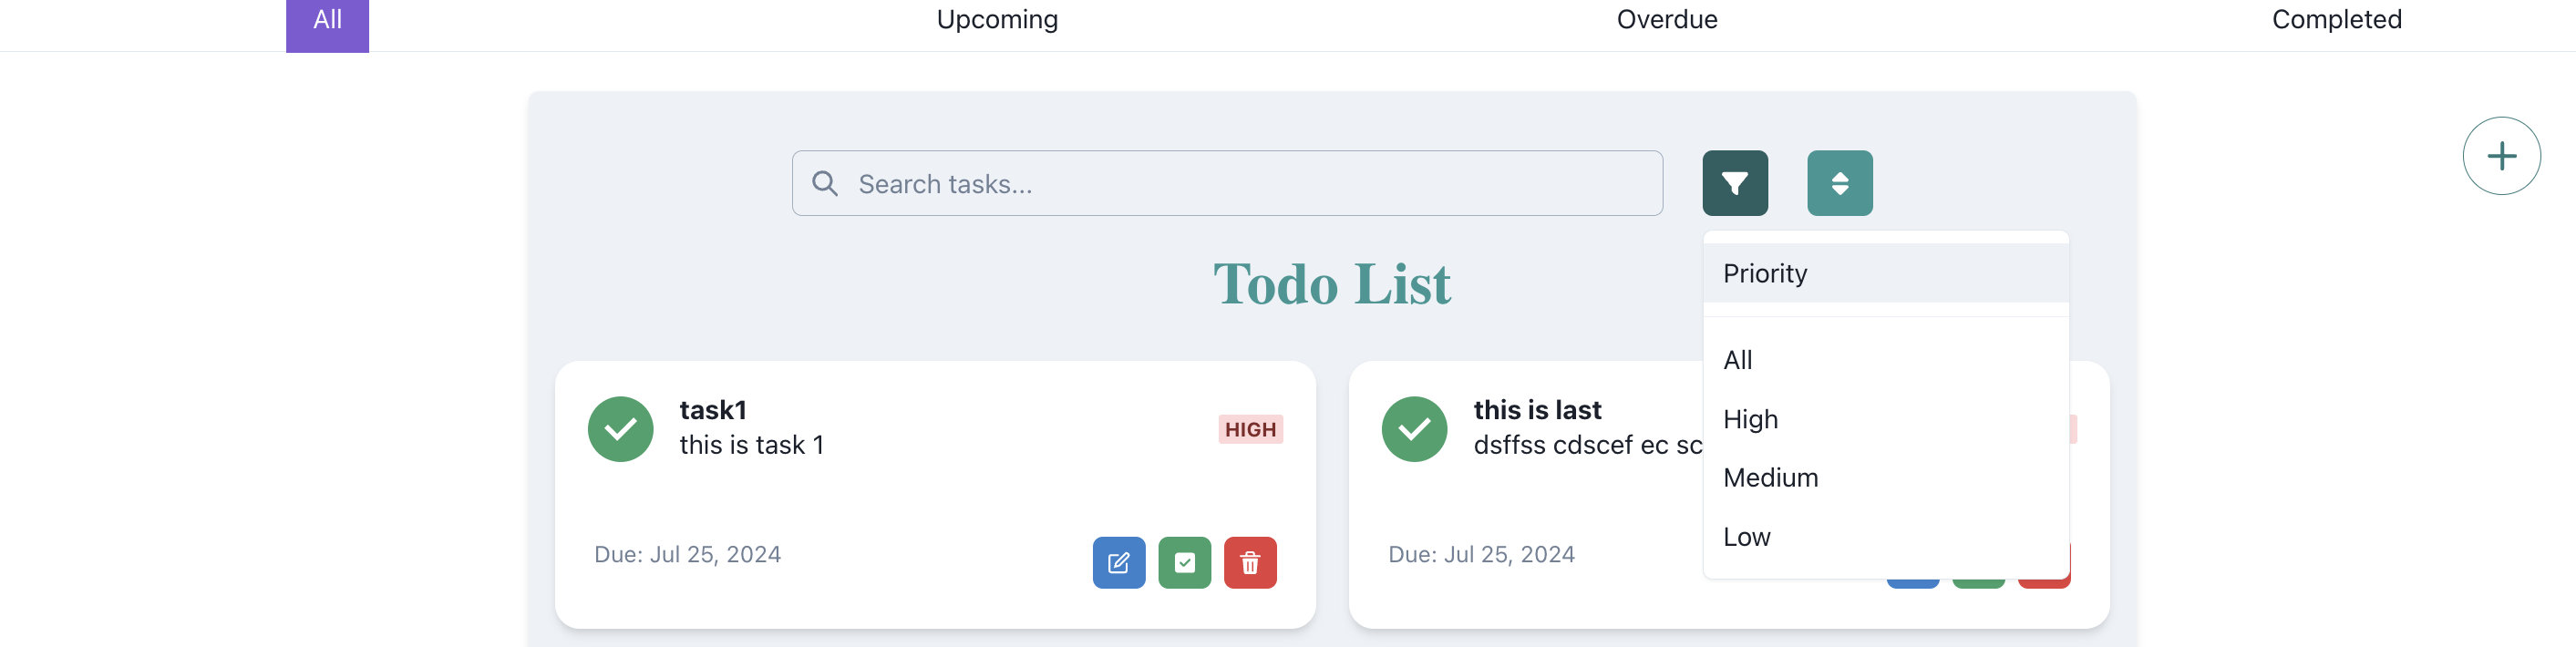 All
Upcoming
Overdue
Completed
Search tasks...
Todo List
Priority
All
High
Medium
Low
task1
this is task 1
HIGH
Due: Jul 25, 2024
this is last
dsffss cdscef ec sc
Due: Jul 25, 2024